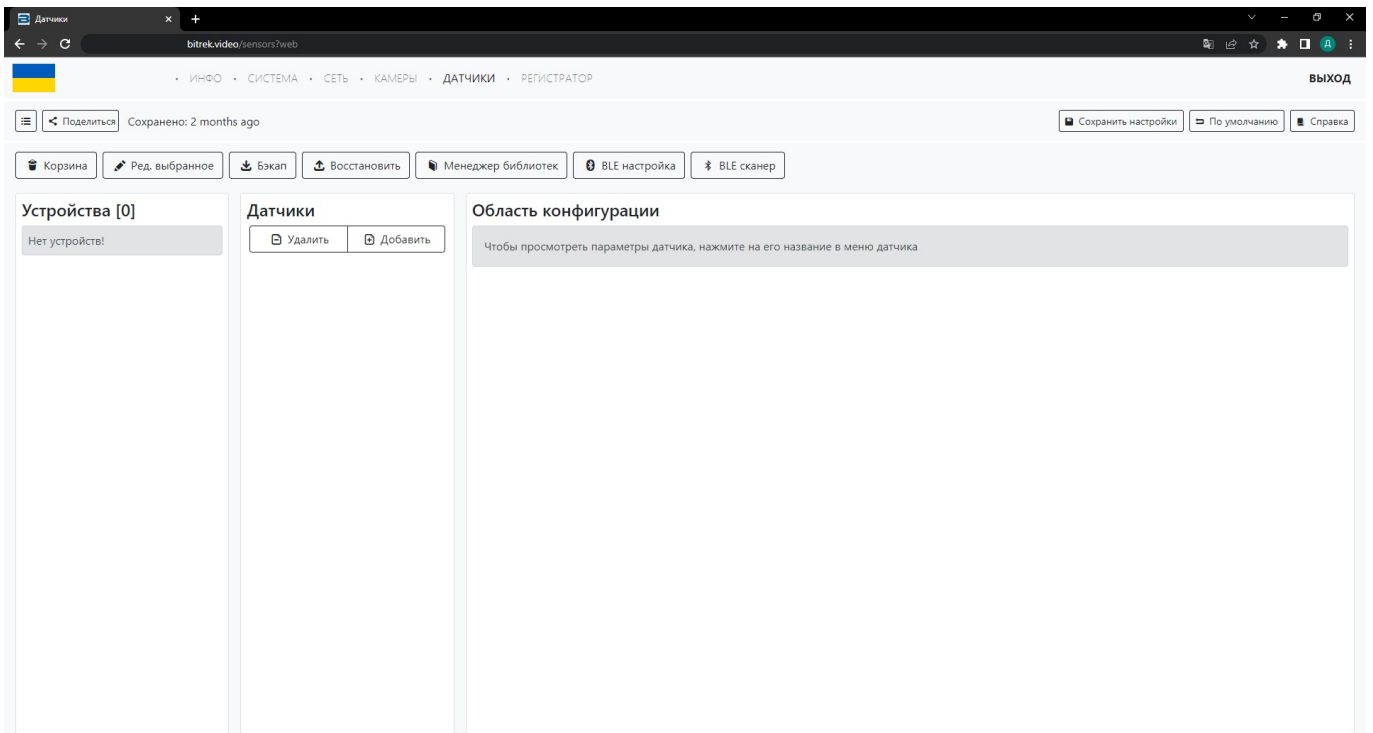 Датчики
bitrek.video/sensors?web
Д
• ИНФО • СИСТЕМА • СЕТЬ • КАМЕРЫ • ДАТЧИКИ • РЕГИСТРАТОР ВЫХОД
Поделиться Сохранено: 2 months ago Сохранить настройки По умолчанию Справка
Корзина Ред. выбранное Бэкап Восстановить Менеджер библиотек BLE настройка BLE сканер
Устройства [0] Датчики Область конфигурации
Нет устройств! Удалить Добавить Чтобы просмотреть параметры датчика, нажмите на его название в меню датчика